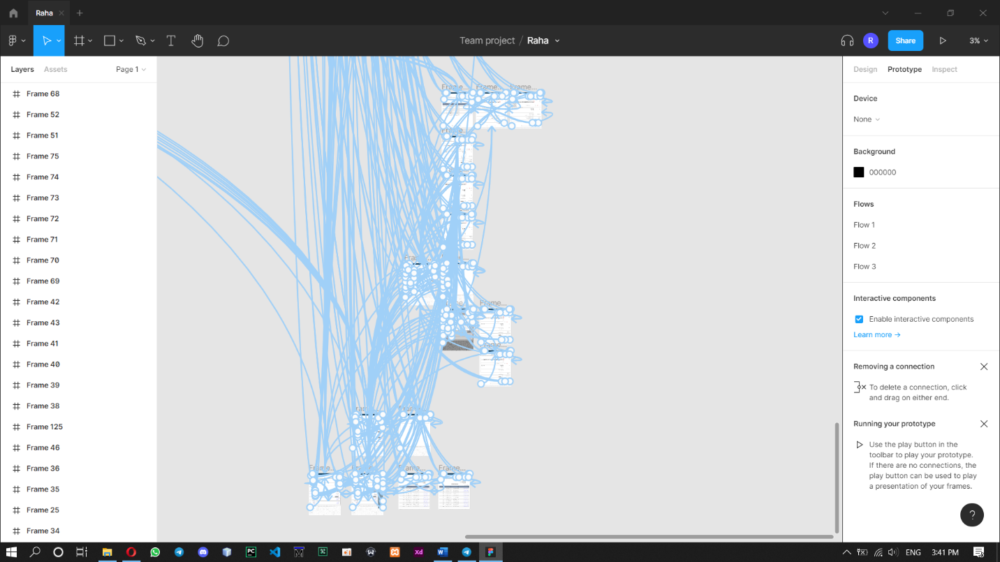 Raha
Team project / Raha
R
Share
3%
Layers
Assets
Page 1
Design
Prototype
Inspect
Frame 68
Frame 52
Frame 51
Frame 75
Frame 74
Frame 73
Frame 72
Frame 71
Frame 70
Frame 69
Frame 42
Frame 43
Frame 41
Frame 40
Frame 39
Frame 38
Frame 125
Frame 46
Frame 36
Frame 35
Frame 25
Frame 34
Frame...
Frame...
Frame...
Frame...
Frame...
Frame...
Device
None
Background
000000
Flows
Flow 1
Flow 2
Flow 3
Interactive components
Enable interactive components
Learn more →
Removing a connection
To delete a connection, click
and drag on either end.
Running your prototype
Use the play button in the
toolbar to play your prototype.
If there are no connections, the
play button can be used to play
a presentation of your frames.
?
PC
Xd
W
ENG
3:41 PM